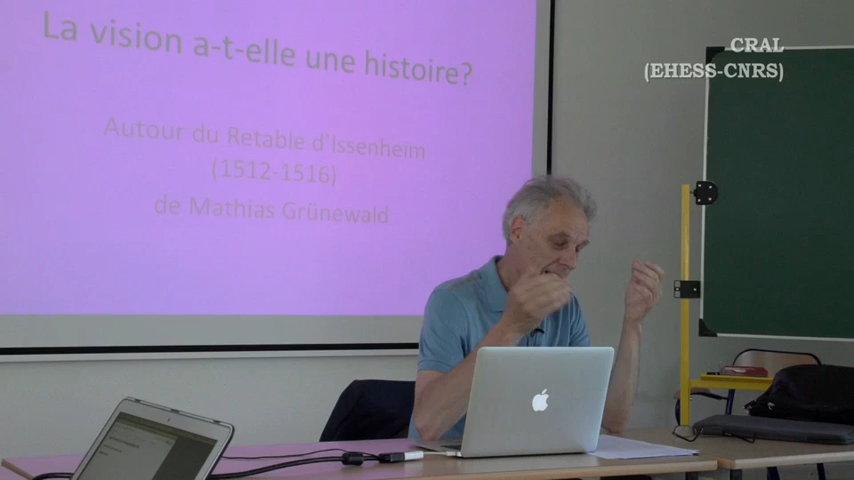 La vision a-t-elle une histoire?
Autour du Retable d'Issenheim
(1512-1516)
de Mathias Grünewald
CRAL
(EHESS-CNRS)